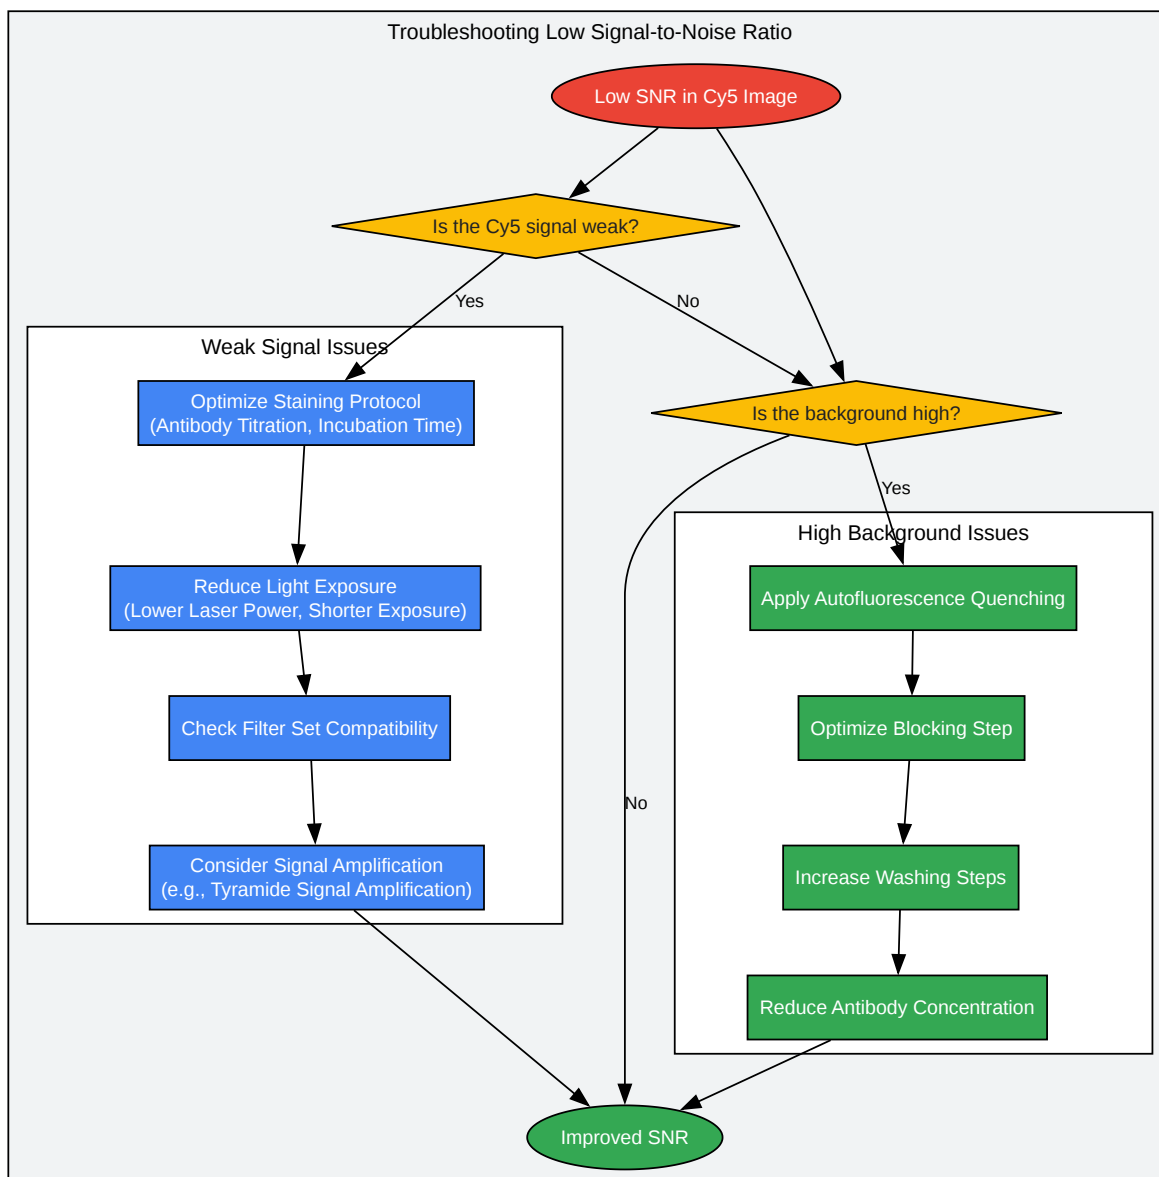 Troubleshooting Low Signal-to-Noise Ratio
Low SNR in Cy5 Image
Is the Cy5 signal weak?
Yes
No
Weak Signal Issues
Optimize Staining Protocol
(Antibody Titration, Incubation Time)
Is the background high?
Yes
High Background Issues
Reduce Light Exposure
(Lower Laser Power, Shorter Exposure)
Apply Autofluorescence Quenching
Check Filter Set Compatibility
Optimize Blocking Step
No
Consider Signal Amplification
(e.g., Tyramide Signal Amplification)
Increase Washing Steps
Reduce Antibody Concentration
Improved SNR